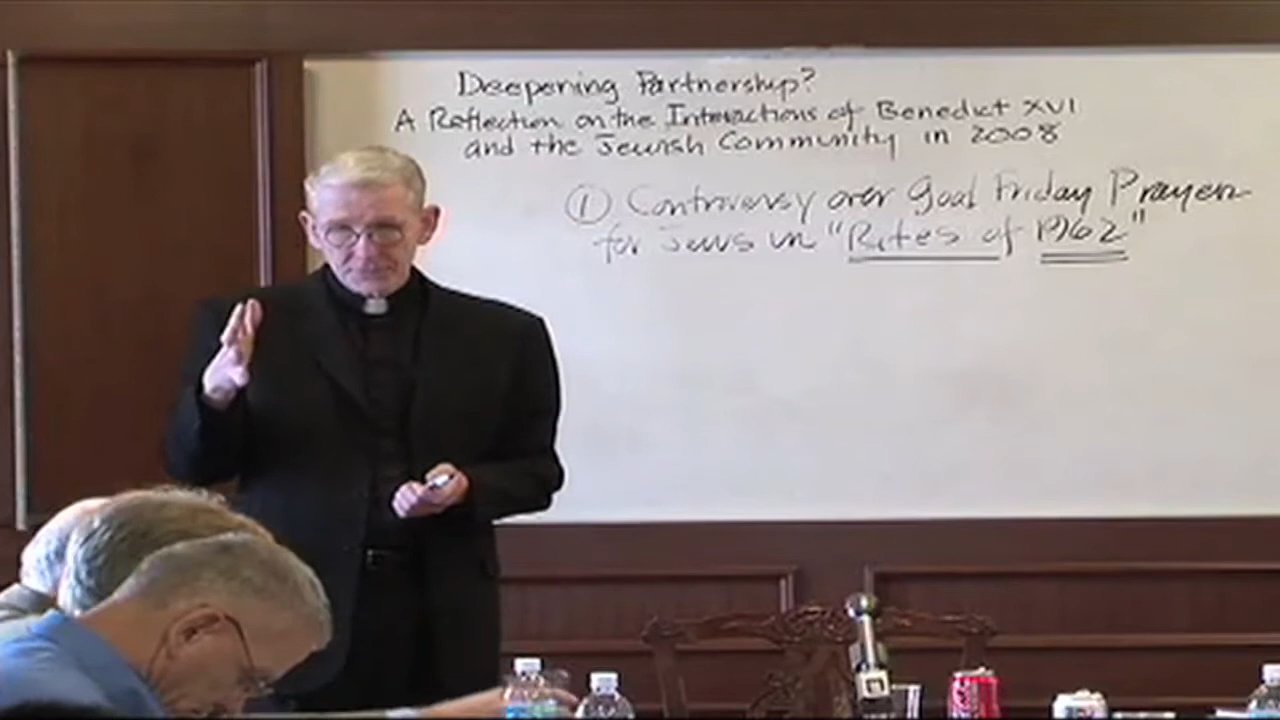 Deepening Partnership?
A Reflection on the Interactions of Benedict XVI
and the Jewish Community in 2008
① Controversy over Good Friday Prayer
for Jews in "Rites of 1962"